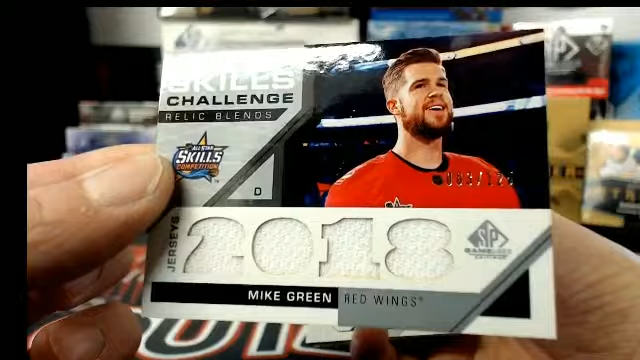 SKILLS
CHALLENGE
RELIC BLENDS
ALL STAR
SKILLS
COMPETITION
D
JERSEYS
2018
SP
MIKE GREEN
RED WINGS